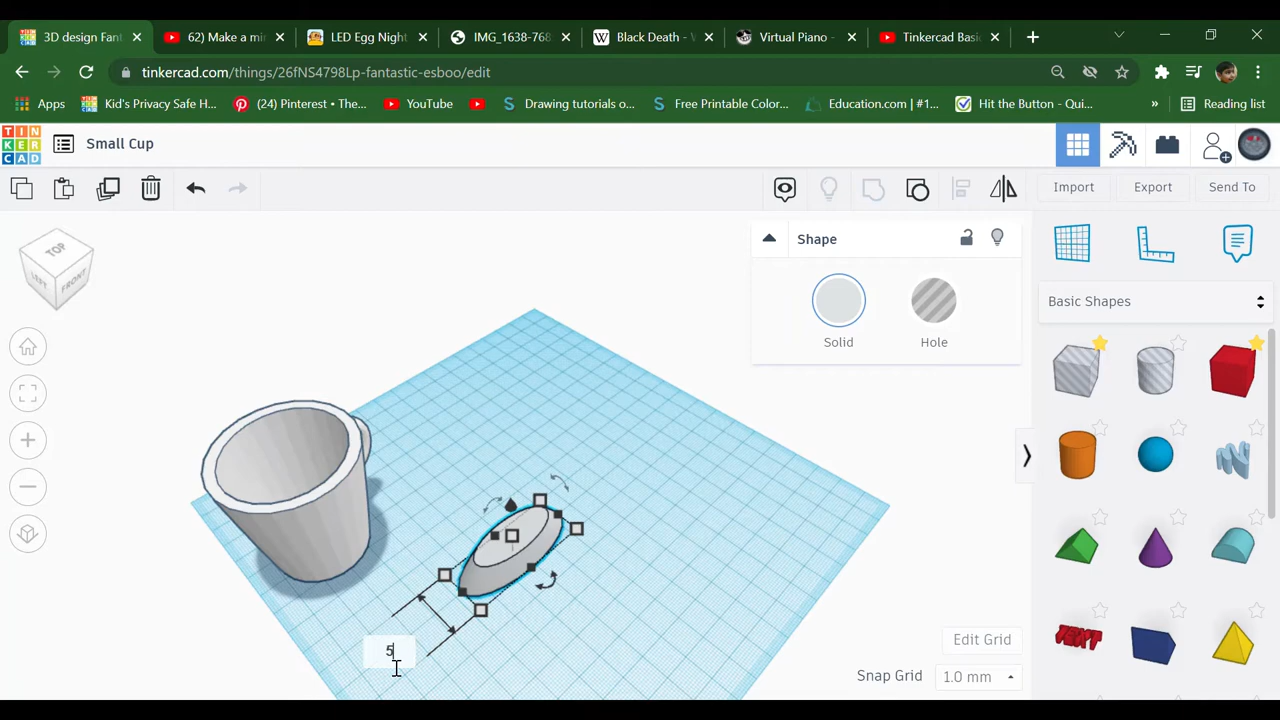 3D design Fant
62) Make a mi
LED Egg Night
IMG_1638-768
Black Death - 
Virtual Piano -
Tinkercad Basi
tinkercad.com/things/26fNS4798Lp-fantastic-esboo/edit
Apps
Kid's Privacy Safe H...
(24) Pinterest • The...
YouTube
Drawing tutorials o...
Free Printable Color...
Education.com | #1...
Hit the Button - Qui...
»
Reading list
TIN
KER
CAD
Small Cup
Import
Export
Send To
TOP
LEFT
FRONT
Shape
Solid
Hole
Basic Shapes
TEXT
5
Edit Grid
Snap Grid
1.0 mm